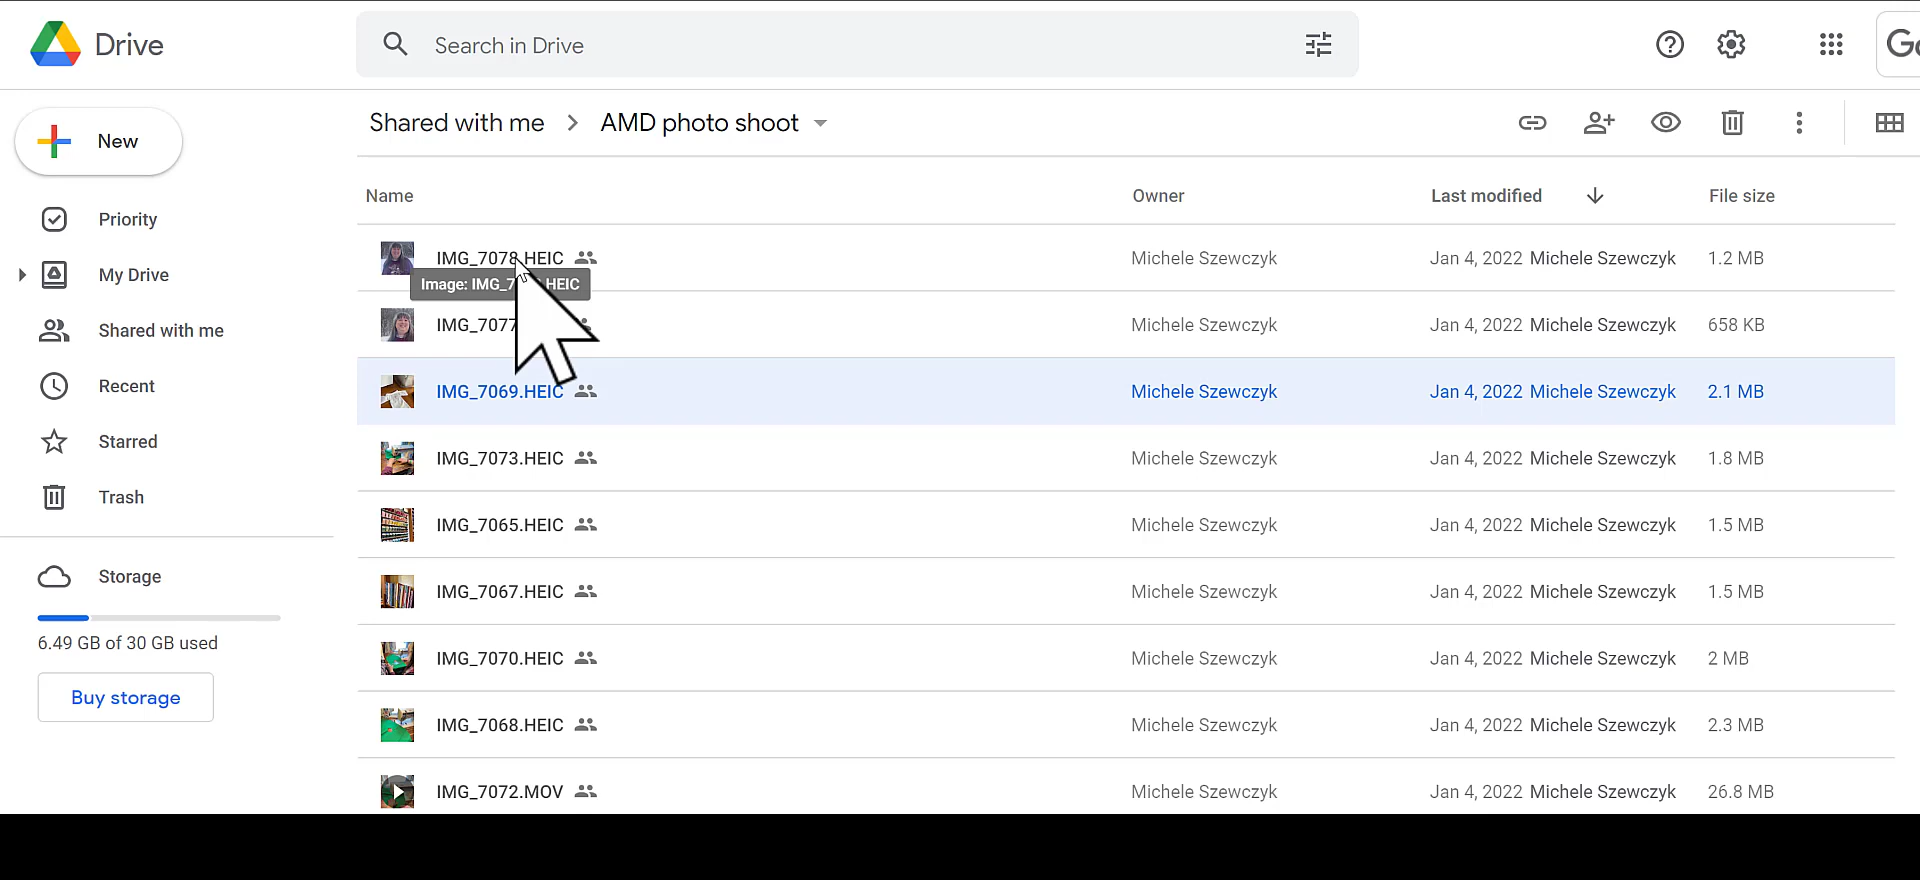 Drive
Search in Drive
Go
New
Shared with me
AMD photo shoot
Priority
My Drive
Shared with me
Recent
Starred
Trash
Storage
6.49 GB of 30 GB used
Buy storage
Name Owner Last modified File size
IMG_7078.HEIC Michele Szewczyk Jan 4, 2022 Michele Szewczyk 1.2 MB
Image: IMG_7 HEIC
IMG_7077 Michele Szewczyk Jan 4, 2022 Michele Szewczyk 658 KB
IMG_7069.HEIC Michele Szewczyk Jan 4, 2022 Michele Szewczyk 2.1 MB
IMG_7073.HEIC Michele Szewczyk Jan 4, 2022 Michele Szewczyk 1.8 MB
IMG_7065.HEIC Michele Szewczyk Jan 4, 2022 Michele Szewczyk 1.5 MB
IMG_7067.HEIC Michele Szewczyk Jan 4, 2022 Michele Szewczyk 1.5 MB
IMG_7070.HEIC Michele Szewczyk Jan 4, 2022 Michele Szewczyk 2 MB
IMG_7068.HEIC Michele Szewczyk Jan 4, 2022 Michele Szewczyk 2.3 MB
IMG_7072.MOV Michele Szewczyk Jan 4, 2022 Michele Szewczyk 26.8 MB